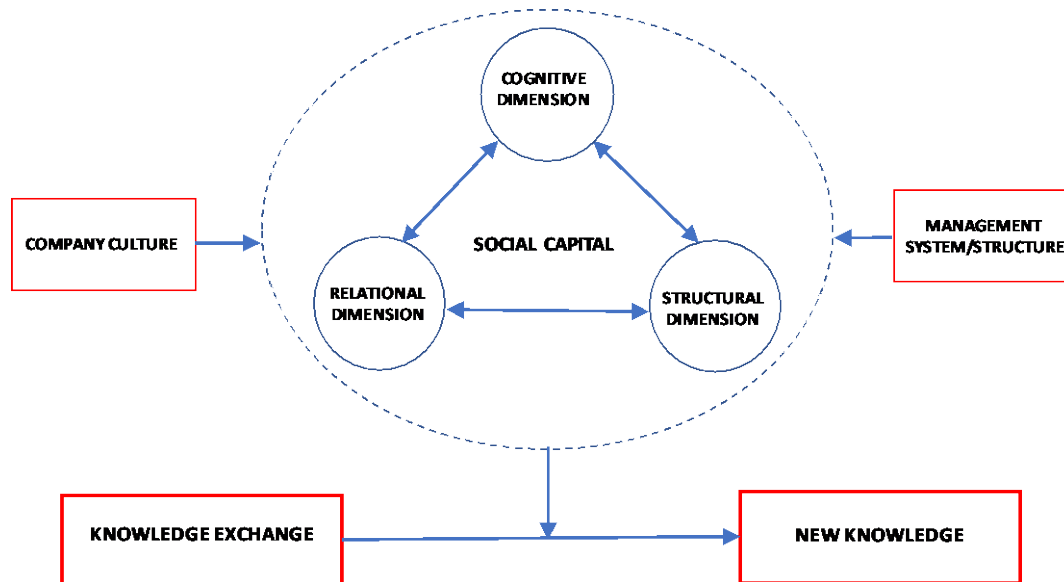 COGNITIVE
DIMENSION
COMPANY CULTURE
SOCIAL CAPITAL
MANAGEMENT
SYSTEM/STRUCTURE
RELATIONAL
DIMENSION
STRUCTURAL
DIMENSION
KNOWLEDGE EXCHANGE
NEW KNOWLEDGE